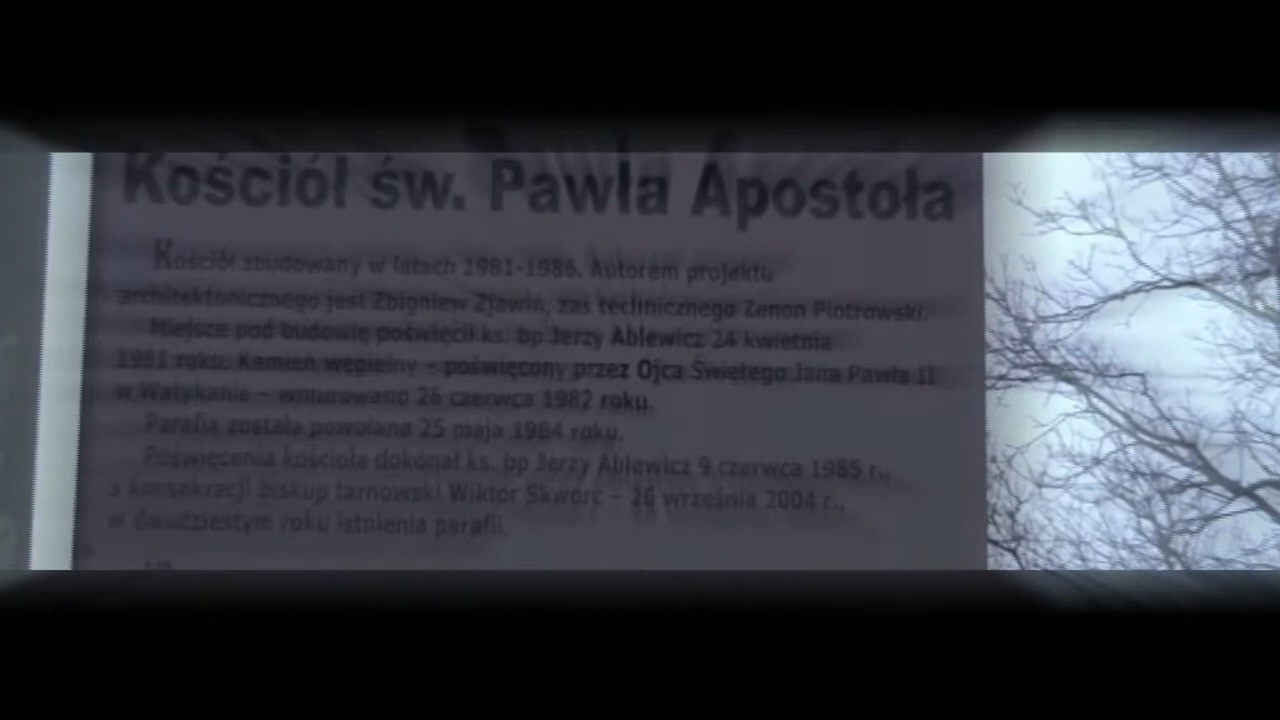 Kościół św. Pawła Apostoła
Kościół zbudowany w latach 1981-1986. Autorem projektu
architektonicznego jest Zbigniew Zjawin, zaś technicznego Zenon Piotrowski.
Miejsce pod budowię poświęcił ks. bp Jerzy Ablewicz 24 kwietnia
1981 roku. Kamień węgielny – poświęcony przez Ojca Świętego Jana Pawła II
w Watykanie – wmurowano 26 czerwca 1982 roku.
Parafia została powołana 25 maja 1984 roku.
Poświęcenia kościoła dokonał ks. bp Jerzy Ablewicz 9 czerwca 1985 r.,
a konsekracji biskup tarnowski Wiktor Skworc – 26 września 2004 r.,
w dwudziestym roku istnienia parafii.